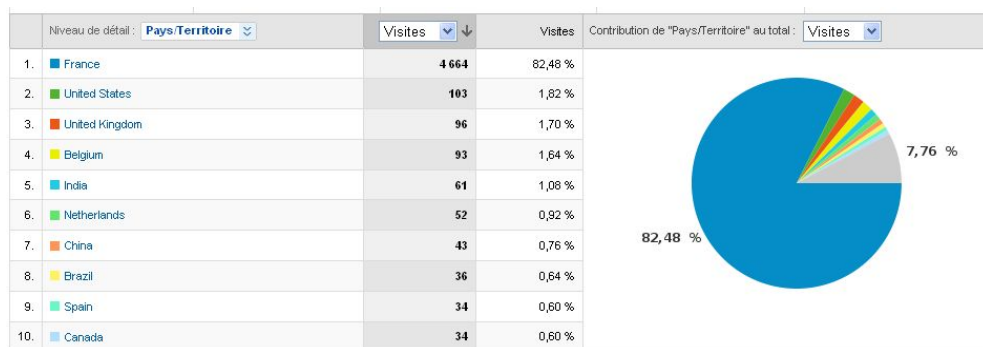 Niveau de détail : Pays/Territoire Visites Visites Contribution de "Pays/Territoire" au total : Visites
1. France 4 664 82,48 %
2. United States 103 1,82 %
3. United Kingdom 96 1,70 %
4. Belgium 93 1,64 %
5. India 61 1,08 %
6. Netherlands 52 0,92 %
7. China 43 0,76 %
8. Brazil 36 0,64 %
9. Spain 34 0,60 %
10. Canada 34 0,60 %
7,76 %
82,48 %